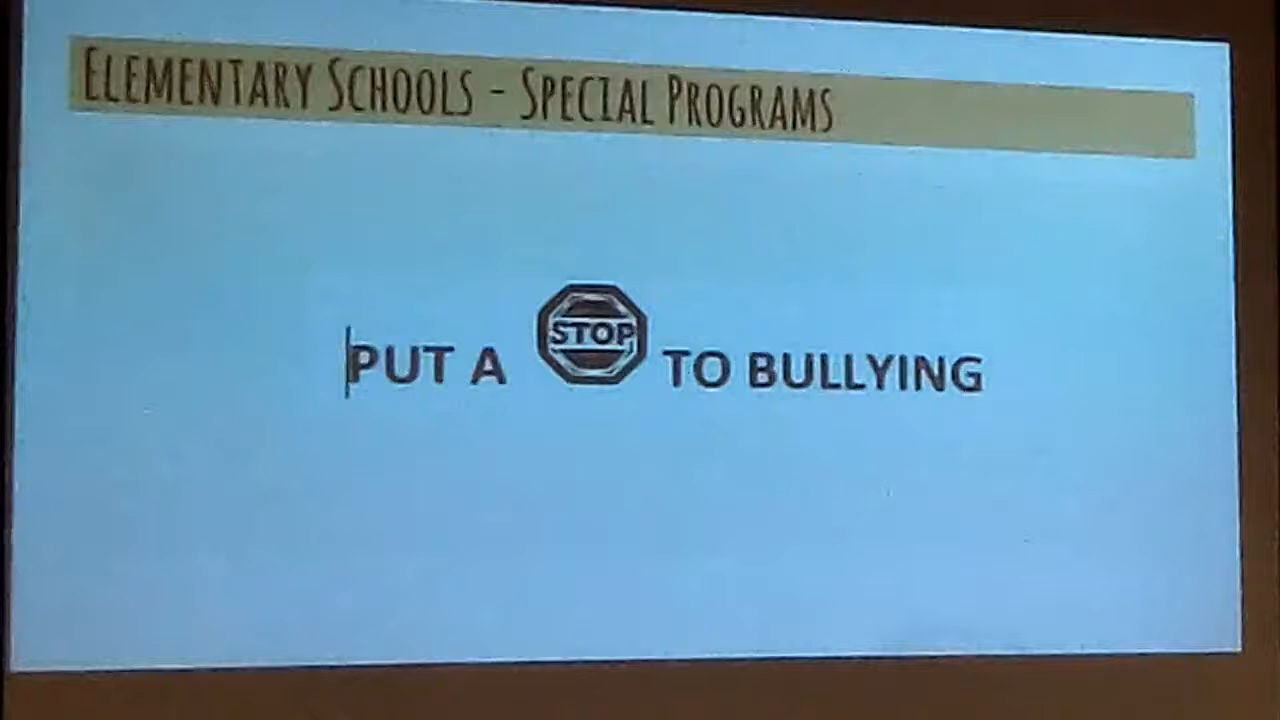 ELEMENTARY SCHOOLS - SPECIAL PROGRAMS
PUT A STOP TO BULLYING